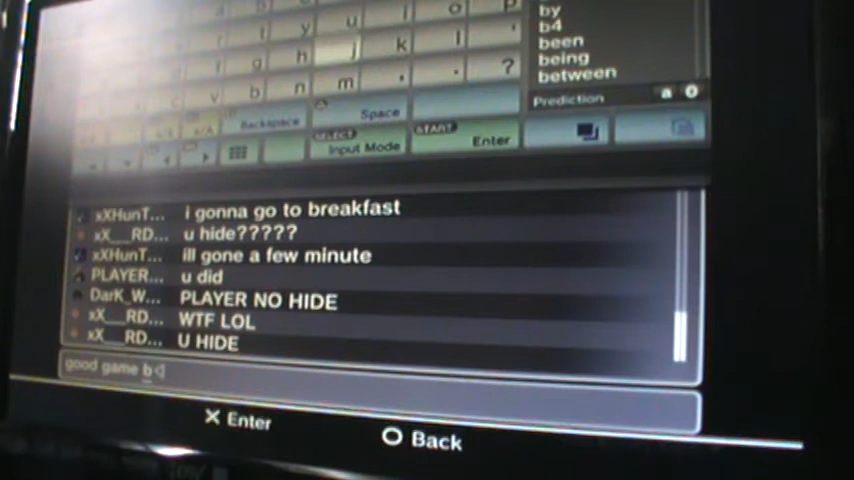 by
b4
been
being
between
Prediction a
t y u i o p
g h j k l '
v b n m , . ?
Backspace Space
SELECT START
Input Mode Enter
xXHunT... i gonna go to breakfast
xX__RD... u hide?????
xXHunT... ill gone a few minute
PLAYER... u did
DarK_W... PLAYER NO HIDE
xX__RD... WTF LOL
xX__RD... U HIDE
good game b
X Enter
O Back